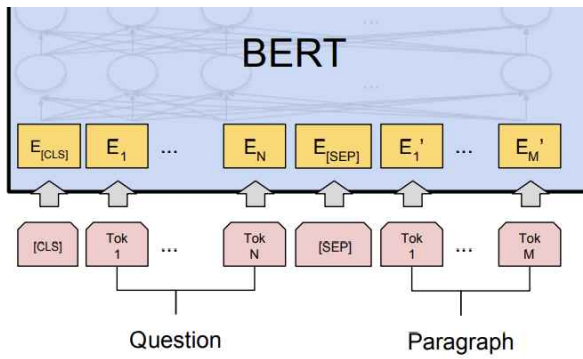 BERT
E[CLS] E1 ... EN E[SEP] E1' ... EM'
[CLS] Tok 1 ... Tok N [SEP] Tok 1 ... Tok M
Question Paragraph